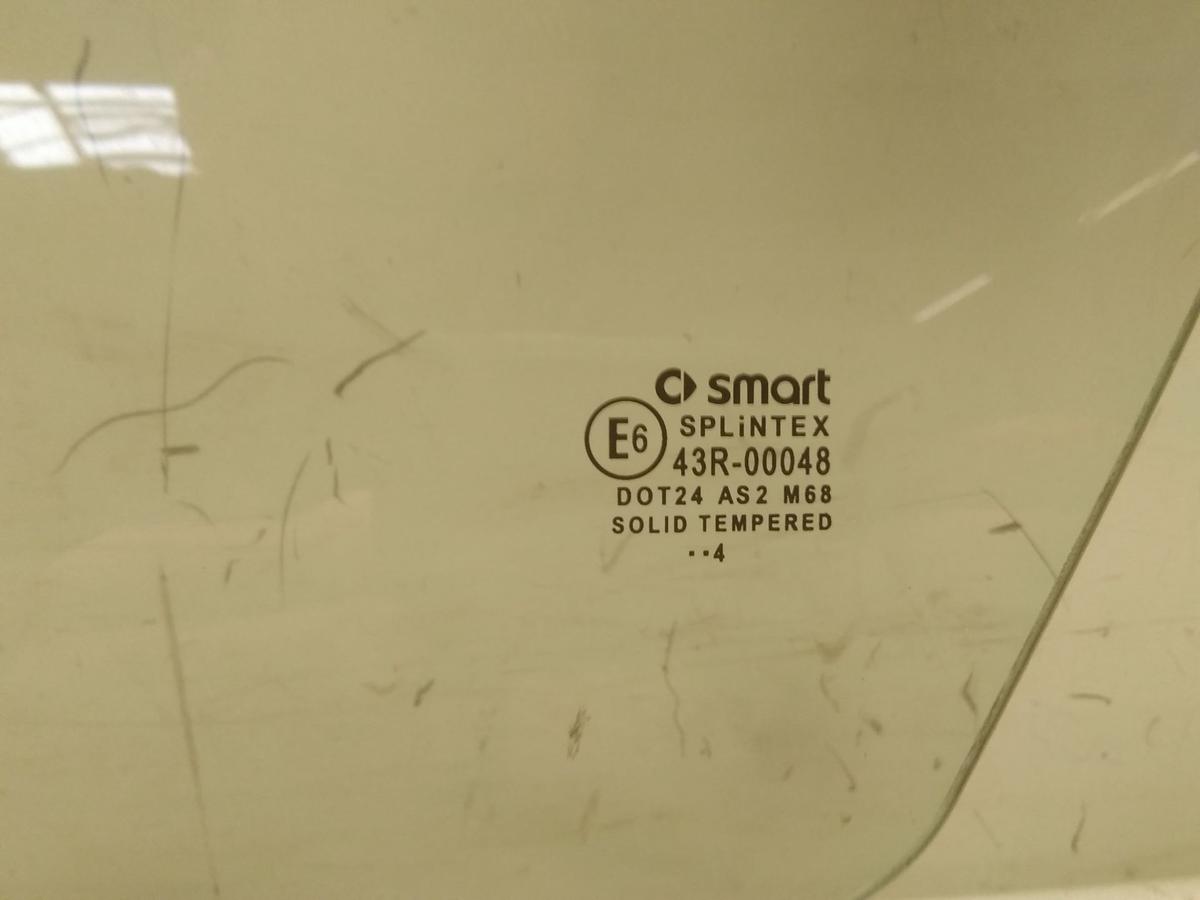 smart
SPLiNTEX
E6
43R-00048
DOT24 AS2 M68
SOLID TEMPERED
··4